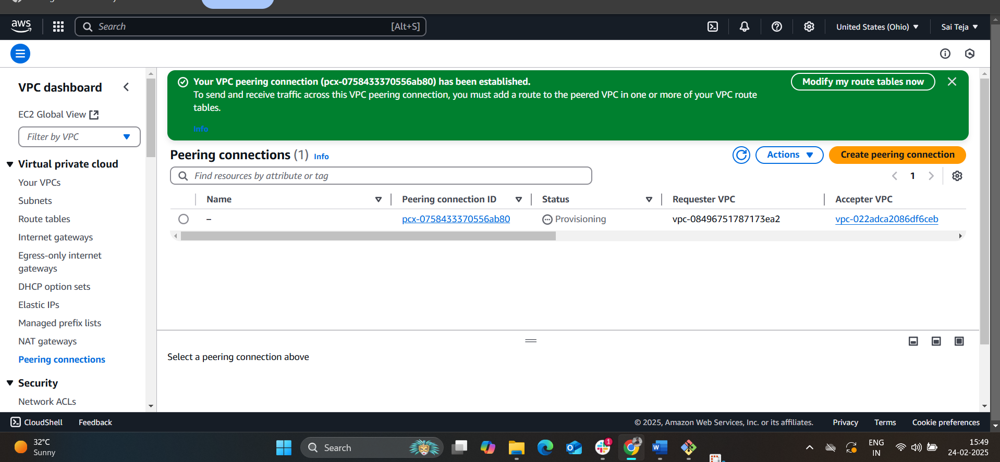 aws
Search
[Alt+S]
United States (Ohio)
Sai Teja
VPC dashboard
EC2 Global View
Filter by VPC
Virtual private cloud
Your VPCs
Subnets
Route tables
Internet gateways
Egress-only internet
gateways
DHCP option sets
Elastic IPs
Managed prefix lists
NAT gateways
Peering connections
Security
Network ACLs
Your VPC peering connection (pcx-0758433370556ab80) has been established.
To send and receive traffic across this VPC peering connection, you must add a route to the peered VPC in one or more of your VPC route
tables.
Info
Modify my route tables now
Peering connections (1) Info
Actions
Create peering connection
Find resources by attribute or tag
1
Name
Peering connection ID
Status
Requester VPC
Accepter VPC
–
pcx-0758433370556ab80
Provisioning
vpc-08496751787173ea2
vpc-022adca2086df6ceb
Select a peering connection above
CloudShell
Feedback
© 2025, Amazon Web Services, Inc. or its affiliates.
Privacy
Terms
Cookie preferences
32°C
Sunny
Search
1
ENG
IN
15:49
24-02-2025